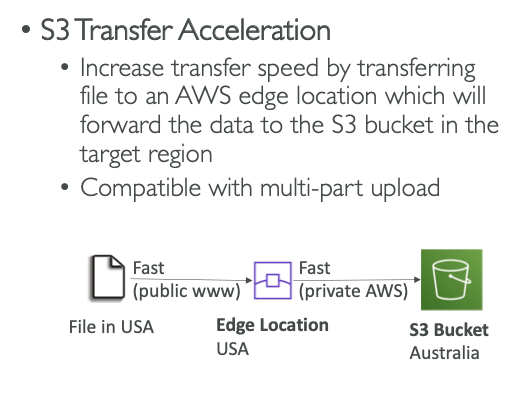 • S3 Transfer Acceleration
• Increase transfer speed by transferring
file to an AWS edge location which will
forward the data to the S3 bucket in the
target region
• Compatible with multi-part upload
Fast
(public www)
Fast
(private AWS)
File in USA
Edge Location
USA
S3 Bucket
Australia